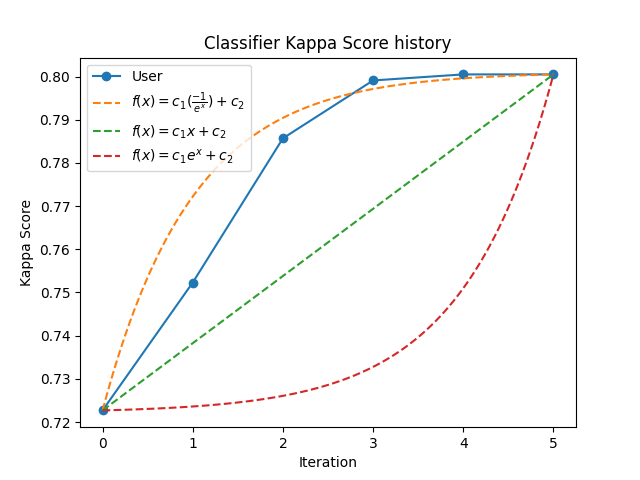 Classifier Kappa Score history
User
f(x) = c₁(−1/eˣ) + c₂
f(x) = c₁x + c₂
f(x) = c₁eˣ + c₂
Kappa Score
0.80
0.79
0.78
0.77
0.76
0.75
0.74
0.73
0.72
0 1 2 3 4 5
Iteration